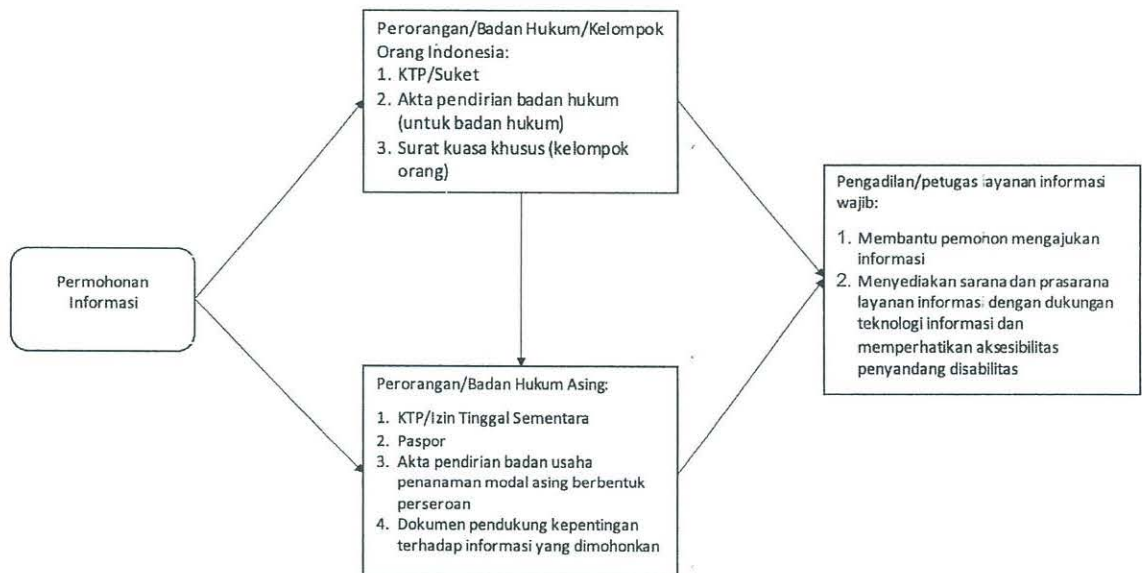 Permohonan
Informasi
Perorangan/Badan Hukum/Kelompok
Orang Indonesia:
1. KTP/Suket
2. Akta pendirian badan hukum
(untuk badan hukum)
3. Surat kuasa khusus (kelompok
orang)
Perorangan/Badan Hukum Asing:
1. KTP/Izin Tinggal Sementara
2. Paspor
3. Akta pendirian badan usaha
penanaman modal asing berbentuk
perseroan
4. Dokumen pendukung kepentingan
terhadap informasi yang dimohonkan
Pengadilan/petugas layanan informasi
wajib:
1. Membantu pemohon mengajukan
informasi
2. Menyediakan sarana dan prasarana
layanan informasi dengan dukungan
teknologi informasi dan
memperhatikan aksesibilitas
penyandang disabilitas